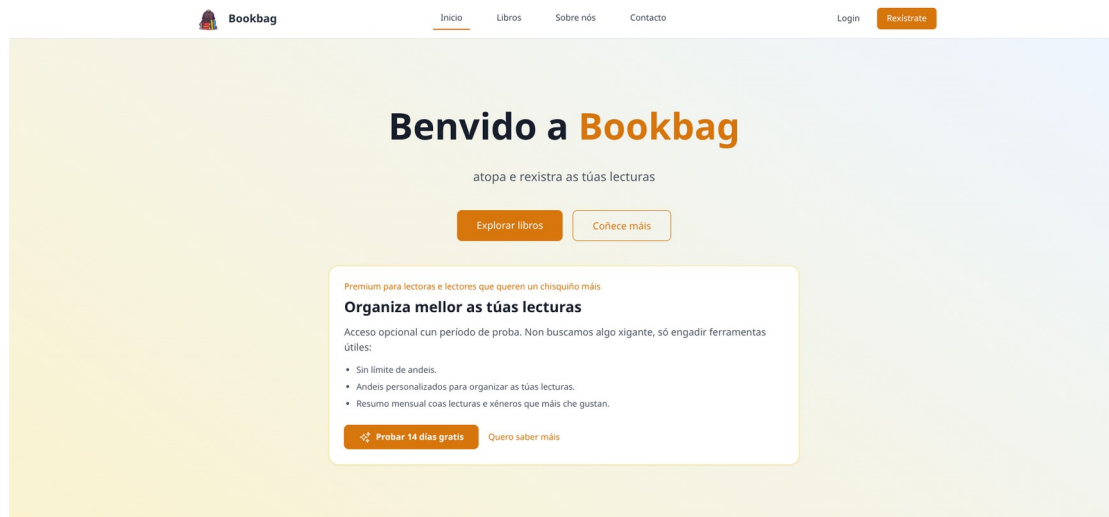 Bookbag
Inicio
Libros
Sobre nós
Contacto
Login
Rexístrate
Benvido a Bookbag
atopa e rexistra as túas lecturas
Explorar libros
Coñece máis
Premium para lectoras e lectores que queren un chisquiño máis
Organiza mellor as túas lecturas
Acceso opcional cun período de proba. Non buscamos algo xigante, só engadir ferramentas
útiles:
• Sin límite de andeis.
• Andeis personalizados para organizar as túas lecturas.
• Resumo mensual coas lecturas e xéneros que máis che gustan.
Probar 14 días gratis
Quero saber máis